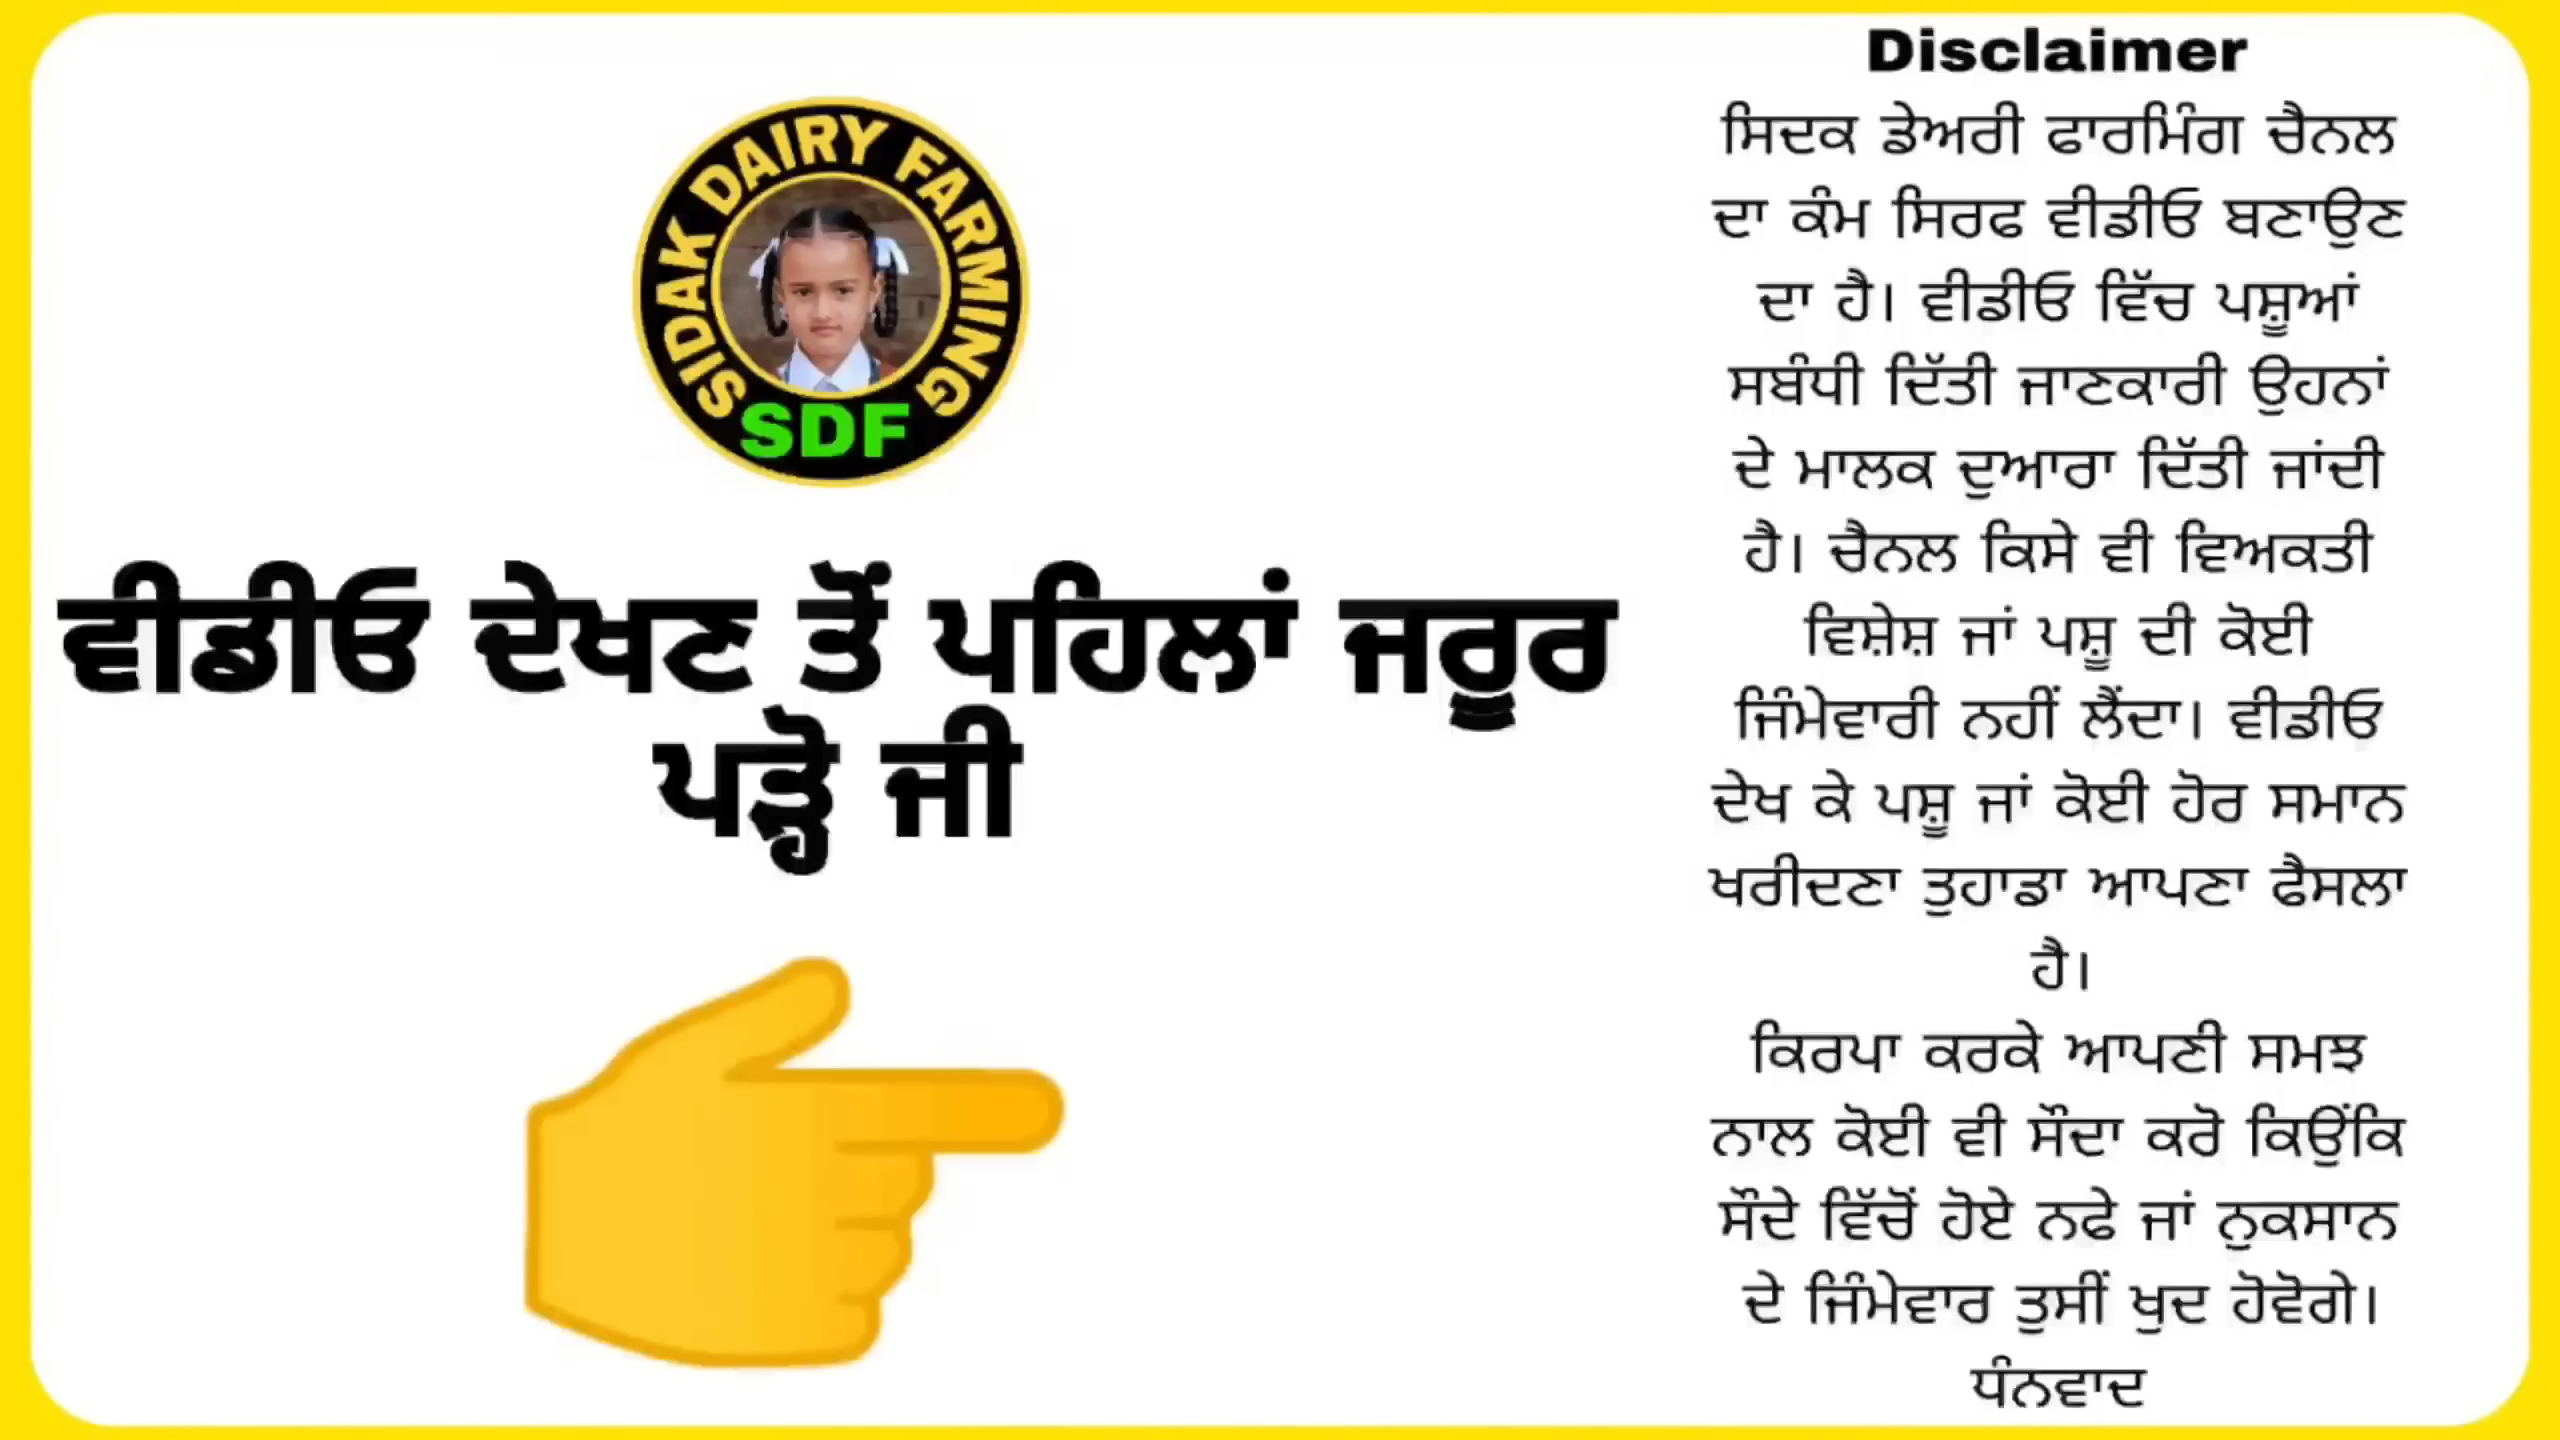 SIDAK DAIRY FARMING
SDF
ਵੀਡੀਓ ਦੇਖਣ ਤੋਂ ਪਹਿਲਾਂ ਜਰੂਰ
ਪੜ੍ਹੋ ਜੀ
Disclaimer
ਸਿਦਕ ਡੇਅਰੀ ਫਾਰਮਿੰਗ ਚੈਨਲ
ਦਾ ਕੰਮ ਸਿਰਫ ਵੀਡੀਓ ਬਣਾਉਣ
ਦਾ ਹੈ। ਵੀਡੀਓ ਵਿੱਚ ਪਸ਼ੂਆਂ
ਸਬੰਧੀ ਦਿੱਤੀ ਜਾਣਕਾਰੀ ਉਹਨਾਂ
ਦੇ ਮਾਲਕ ਦੁਆਰਾ ਦਿੱਤੀ ਜਾਂਦੀ
ਹੈ। ਚੈਨਲ ਕਿਸੇ ਵੀ ਵਿਅਕਤੀ
ਵਿਸ਼ੇਸ਼ ਜਾਂ ਪਸ਼ੂ ਦੀ ਕੋਈ
ਜਿੰਮੇਵਾਰੀ ਨਹੀਂ ਲੈਂਦਾ। ਵੀਡੀਓ
ਦੇਖ ਕੇ ਪਸ਼ੂ ਜਾਂ ਕੋਈ ਹੋਰ ਸਮਾਨ
ਖਰੀਦਣਾ ਤੁਹਾਡਾ ਆਪਣਾ ਫੈਸਲਾ
ਹੈ।
ਕਿਰਪਾ ਕਰਕੇ ਆਪਣੀ ਸਮਝ
ਨਾਲ ਕੋਈ ਵੀ ਸੌਦਾ ਕਰੋ ਕਿਉਂਕਿ
ਸੌਦੇ ਵਿੱਚੋਂ ਹੋਏ ਨਫੇ ਜਾਂ ਨੁਕਸਾਨ
ਦੇ ਜਿੰਮੇਵਾਰ ਤੁਸੀਂ ਖੁਦ ਹੋਵੋਗੇ।
ਧੰਨਵਾਦ